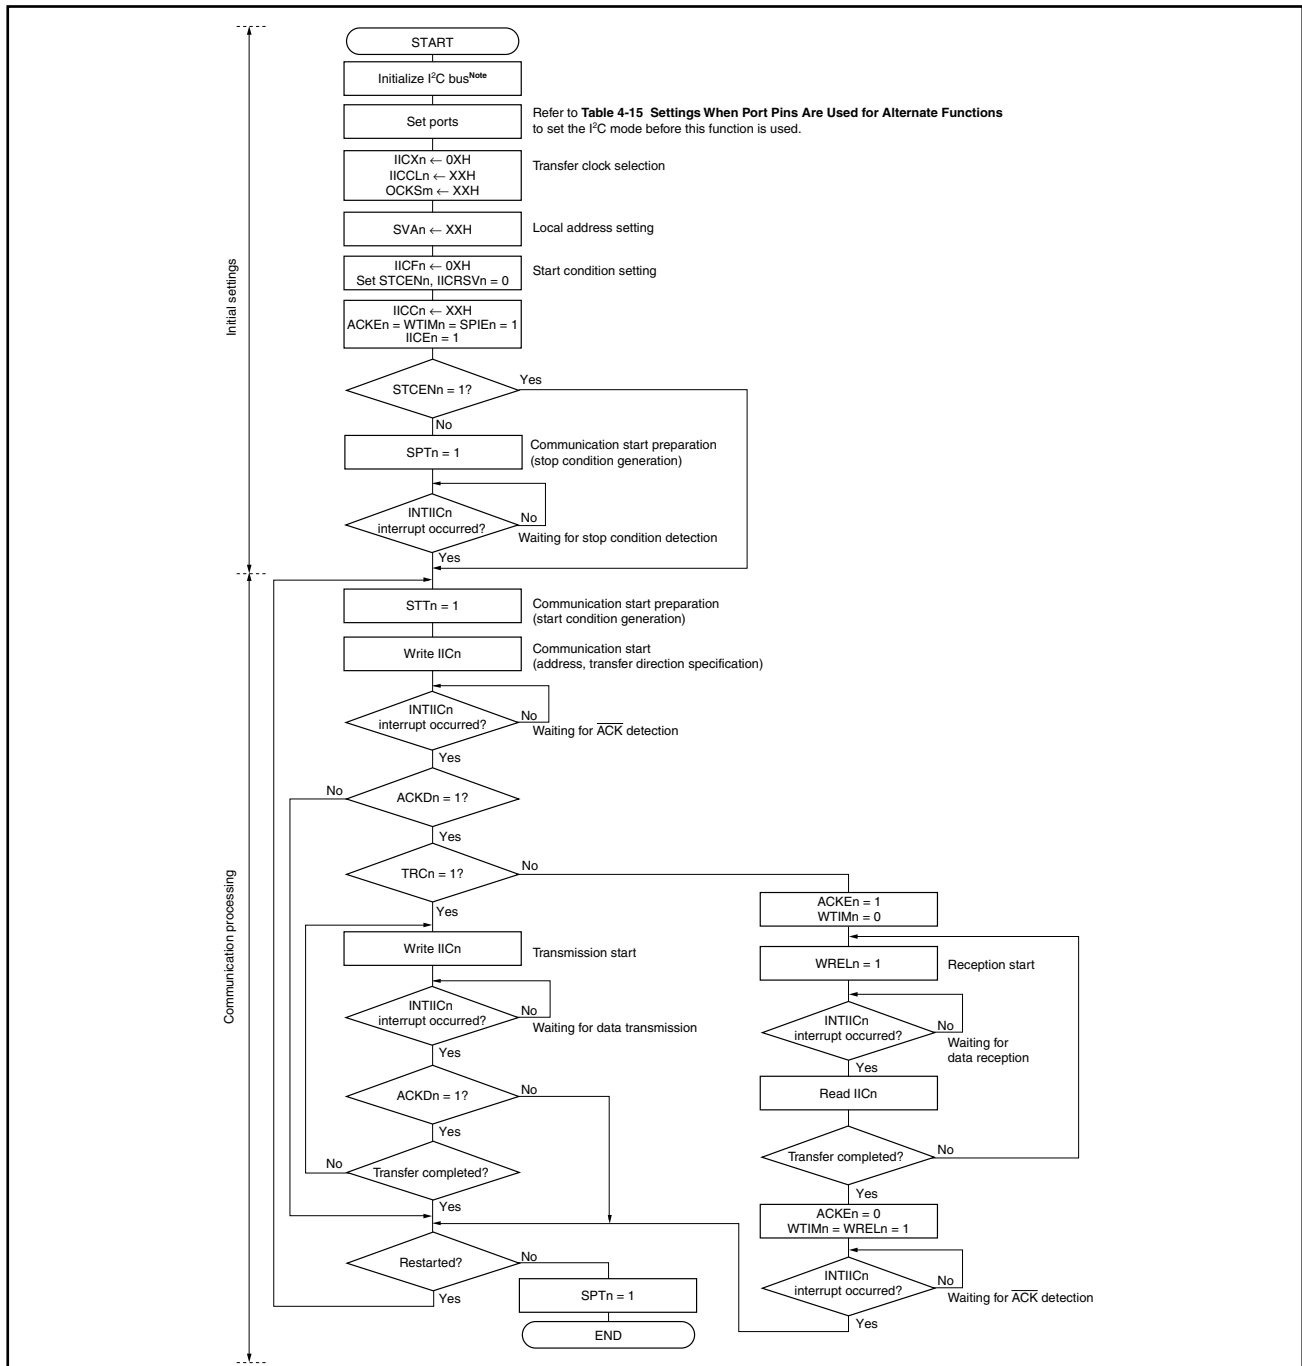 START
Initialize I²C bus Note
Set ports
Refer to Table 4-15 Settings When Port Pins Are Used for Alternate Functions
to set the I²C mode before this function is used.
IICXn ← 0XH
IICCLn ← XXH
OCKSm ← XXH
Transfer clock selection
SVAn ← XXH
Local address setting
IICFn ← 0XH
Set STCENn, IICRSVn = 0
Start condition setting
Initial settings
IICCn ← XXH
ACKEn = WTIMn = SPIEn = 1
IICEn = 1
STCENn = 1?
Yes
No
SPTn = 1
Communication start preparation
(stop condition generation)
INTIICn
interrupt occurred?
No
Waiting for stop condition detection
Yes
STTn = 1
Communication start preparation
(start condition generation)
Write IICn
Communication start
(address, transfer direction specification)
INTIICn
interrupt occurred?
No
Waiting for A̅C̅K̅ detection
Yes
ACKDn = 1?
No
Yes
TRCn = 1?
No
Yes
Communication processing
Write IICn
Transmission start
INTIICn
interrupt occurred?
No
Waiting for data transmission
Yes
ACKDn = 1?
No
Yes
Transfer completed?
No
Yes
ACKEn = 1
WTIMn = 0
WRELn = 1
Reception start
INTIICn
interrupt occurred?
No
Waiting for
data reception
Yes
Read IICn
Transfer completed?
No
Yes
ACKEn = 0
WTIMn = WRELn = 1
INTIICn
interrupt occurred?
No
Waiting for A̅C̅K̅ detection
Yes
Restarted?
No
Yes
SPTn = 1
END